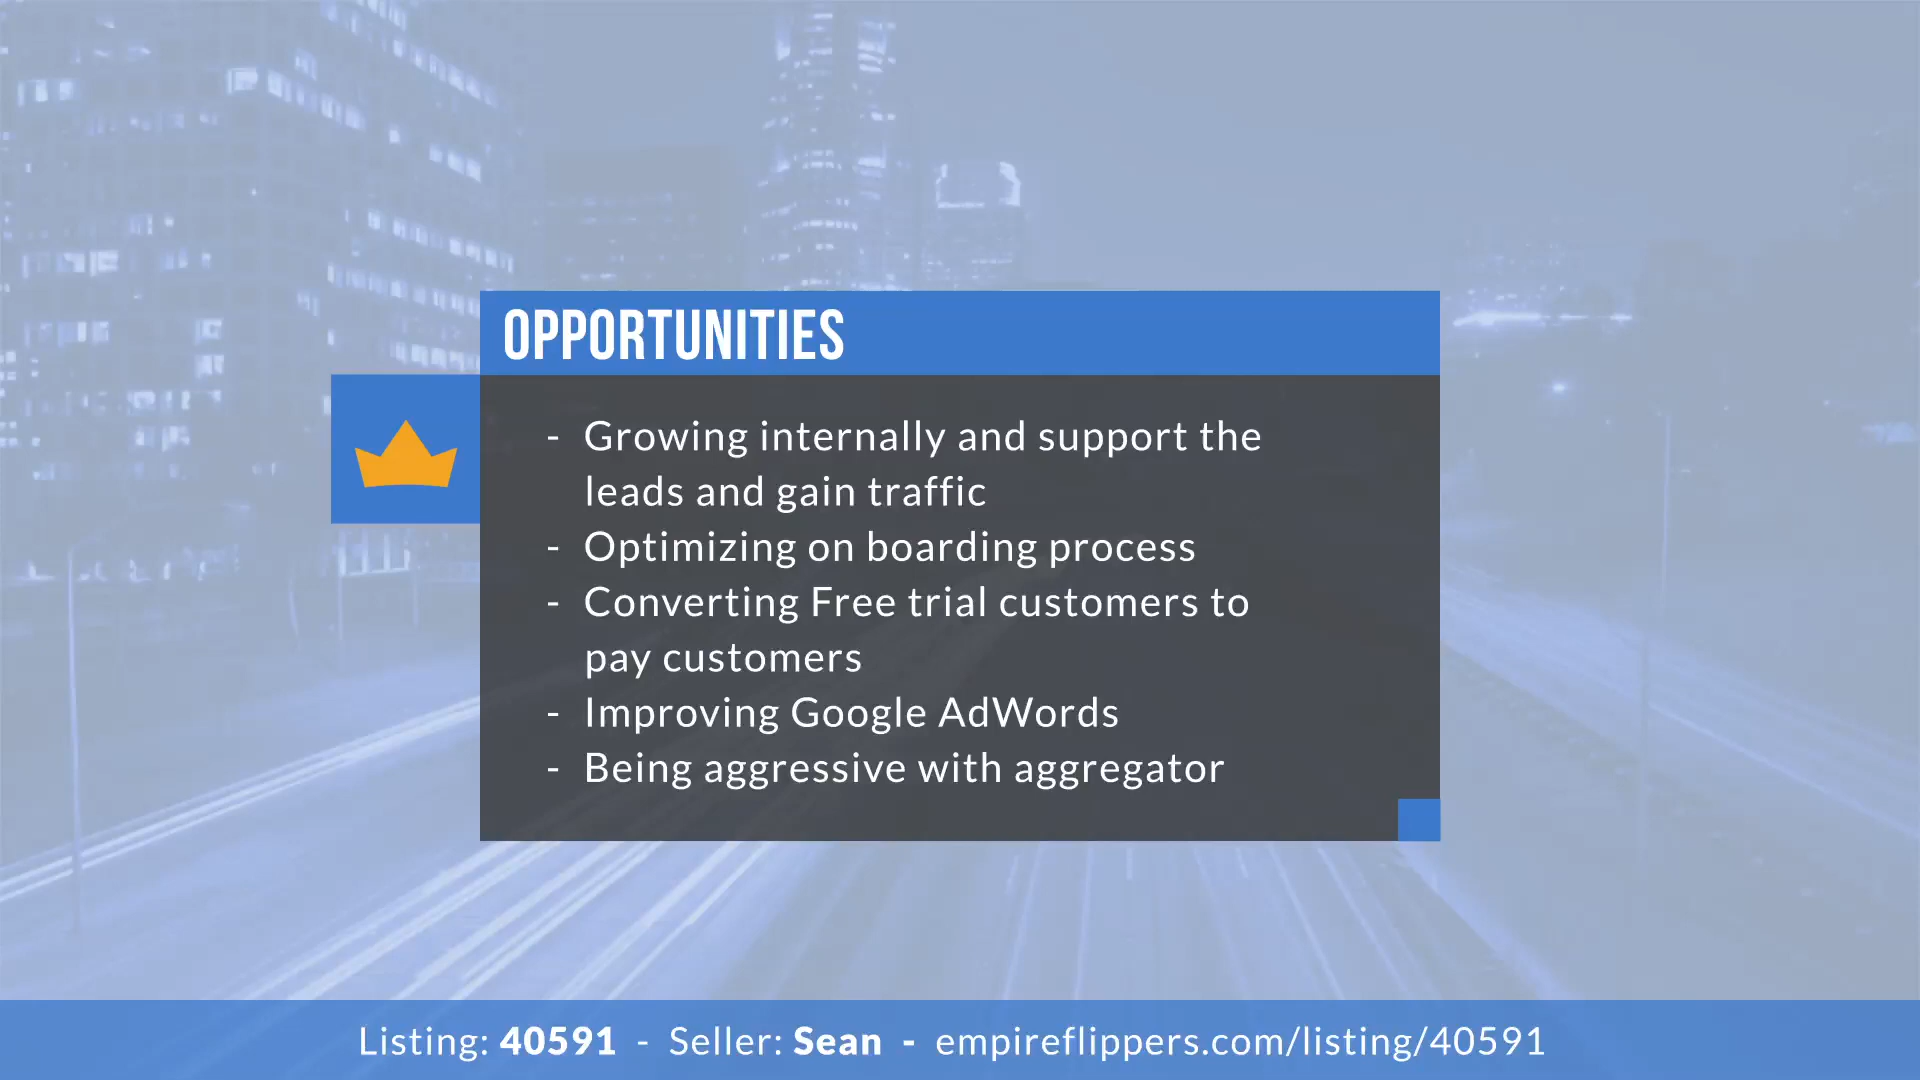 OPPORTUNITIES
- Growing internally and support the
leads and gain traffic
- Optimizing on boarding process
- Converting Free trial customers to
pay customers
- Improving Google AdWords
- Being aggressive with aggregator
Listing: 40591 - Seller: Sean - empireflippers.com/listing/40591